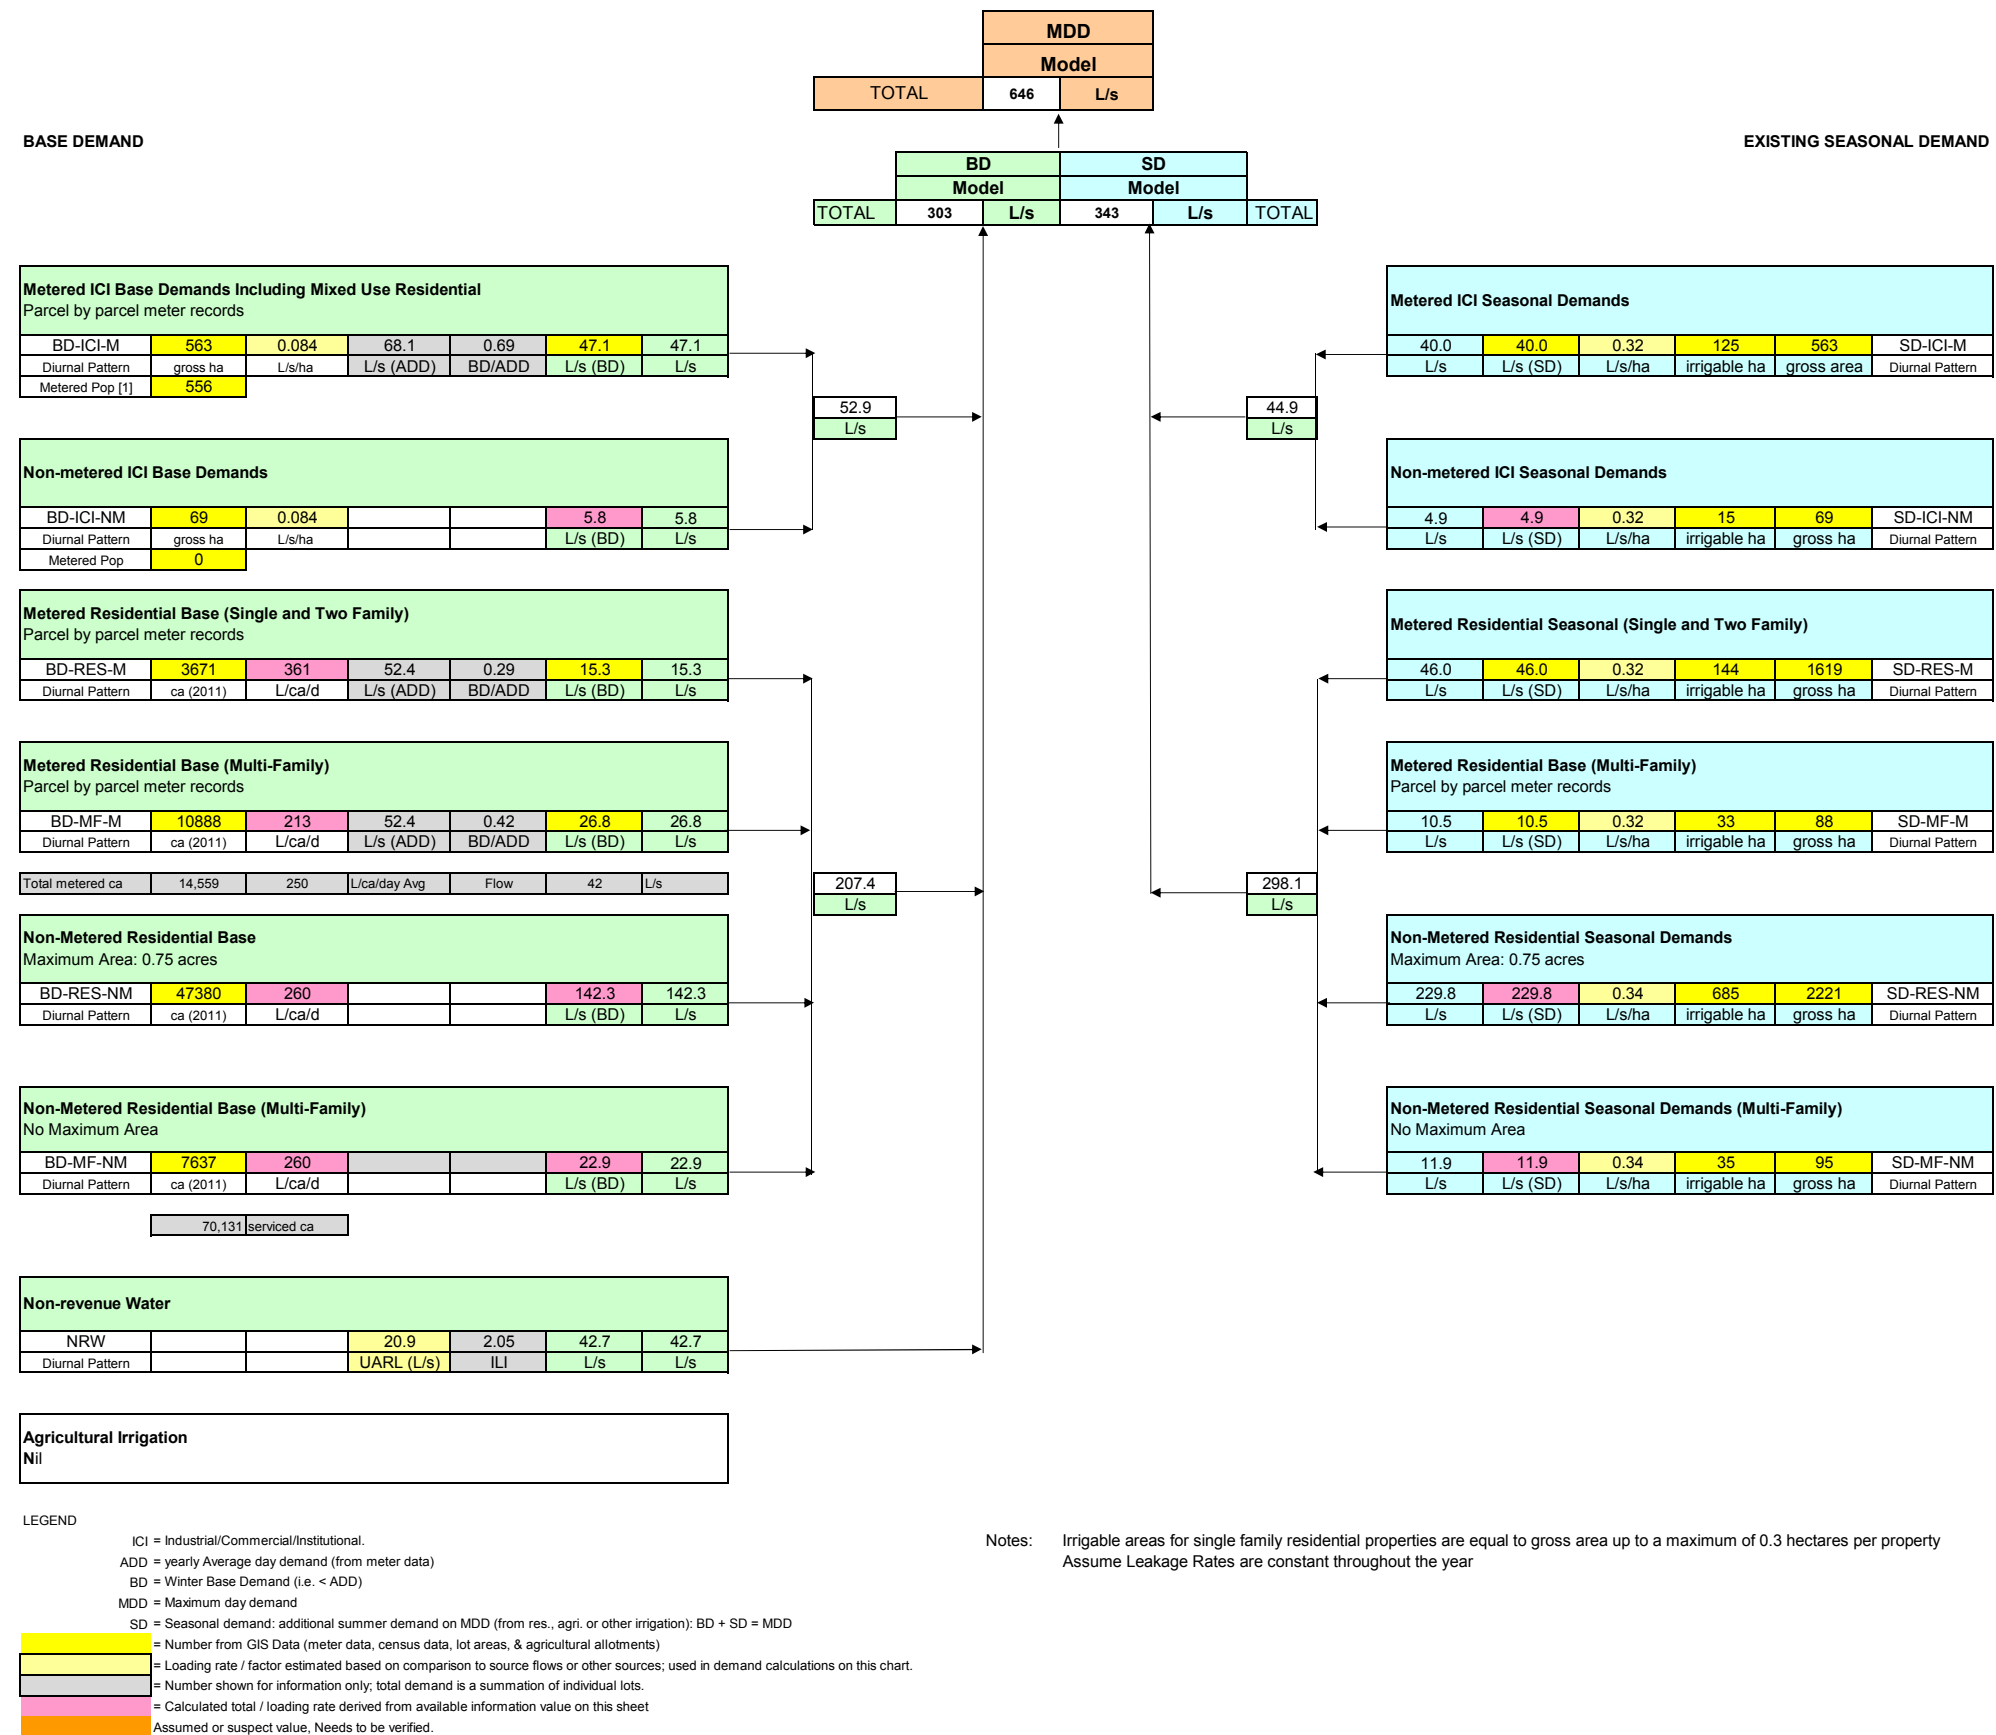 MDD
Model
TOTAL 646 L/s
BASE DEMAND
EXISTING SEASONAL DEMAND
BD SD
Model Model
TOTAL 303 L/s 343 L/s TOTAL
Metered ICI Base Demands Including Mixed Use Residential
Parcel by parcel meter records
BD-ICI-M 563 0.084 68.1 0.69 47.1 47.1
Diurnal Pattern gross ha L/s/ha L/s (ADD) BD/ADD L/s (BD) L/s
Metered Pop [1] 556
Metered ICI Seasonal Demands
40.0 40.0 0.32 125 563 SD-ICI-M
L/s L/s (SD) L/s/ha irrigable ha gross area Diurnal Pattern
52.9
L/s
44.9
L/s
Non-metered ICI Base Demands
BD-ICI-NM 69 0.084 5.8 5.8
Diurnal Pattern gross ha L/s/ha L/s (BD) L/s
Metered Pop 0
Non-metered ICI Seasonal Demands
4.9 4.9 0.32 15 69 SD-ICI-NM
L/s L/s (SD) L/s/ha irrigable ha gross ha Diurnal Pattern
Metered Residential Base (Single and Two Family)
Parcel by parcel meter records
BD-RES-M 3671 361 52.4 0.29 15.3 15.3
Diurnal Pattern ca (2011) L/ca/d L/s (ADD) BD/ADD L/s (BD) L/s
Metered Residential Seasonal (Single and Two Family)
46.0 46.0 0.32 144 1619 SD-RES-M
L/s L/s (SD) L/s/ha irrigable ha gross ha Diurnal Pattern
Metered Residential Base (Multi-Family)
Parcel by parcel meter records
BD-MF-M 10888 213 52.4 0.42 26.8 26.8
Diurnal Pattern ca (2011) L/ca/d L/s (ADD) BD/ADD L/s (BD) L/s
Metered Residential Base (Multi-Family)
Parcel by parcel meter records
10.5 10.5 0.32 33 88 SD-MF-M
L/s L/s (SD) L/s/ha irrigable ha gross ha Diurnal Pattern
Total metered ca 14,559 250 L/ca/day Avg Flow 42 L/s
207.4
L/s
298.1
L/s
Non-Metered Residential Base
Maximum Area: 0.75 acres
BD-RES-NM 47380 260 142.3 142.3
Diurnal Pattern ca (2011) L/ca/d L/s (BD) L/s
Non-Metered Residential Seasonal Demands
Maximum Area: 0.75 acres
229.8 229.8 0.34 685 2221 SD-RES-NM
L/s L/s (SD) L/s/ha irrigable ha gross ha Diurnal Pattern
Non-Metered Residential Base (Multi-Family)
No Maximum Area
BD-MF-NM 7637 260 22.9 22.9
Diurnal Pattern ca (2011) L/ca/d L/s (BD) L/s
70,131 serviced ca
Non-Metered Residential Seasonal Demands (Multi-Family)
No Maximum Area
11.9 11.9 0.34 35 95 SD-MF-NM
L/s L/s (SD) L/s/ha irrigable ha gross ha Diurnal Pattern
Non-revenue Water
NRW 20.9 2.05 42.7 42.7
Diurnal Pattern UARL (L/s) ILI L/s L/s
Agricultural Irrigation
Nil
LEGEND
ICI = Industrial/Commercial/Institutional.
ADD = yearly Average day demand (from meter data)
BD = Winter Base Demand (i.e. < ADD)
MDD = Maximum day demand
SD = Seasonal demand: additional summer demand on MDD (from res., agri. or other irrigation): BD + SD = MDD
= Number from GIS Data (meter data, census data, lot areas, & agricultural allotments)
= Loading rate / factor estimated based on comparison to source flows or other sources; used in demand calculations on this chart.
= Number shown for information only; total demand is a summation of individual lots.
= Calculated total / loading rate derived from available information value on this sheet
Assumed or suspect value, Needs to be verified.
Notes: Irrigable areas for single family residential properties are equal to gross area up to a maximum of 0.3 hectares per property
Assume Leakage Rates are constant throughout the year